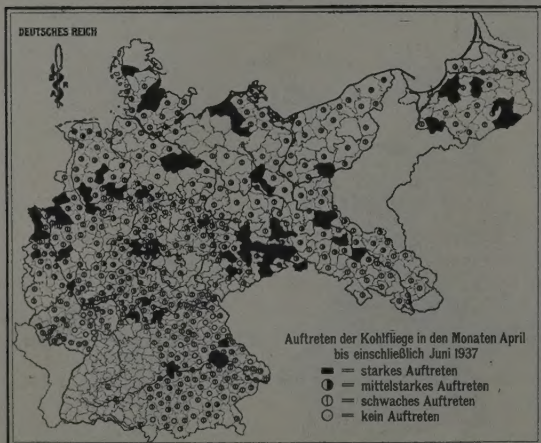 DEUTSCHES REICH
Auftreten der Kohlfliege in den Monaten April
bis einschließlich Juni 1937
= starkes Auftreten
= mittelstarkes Auftreten
= schwaches Auftreten
= kein Auftreten